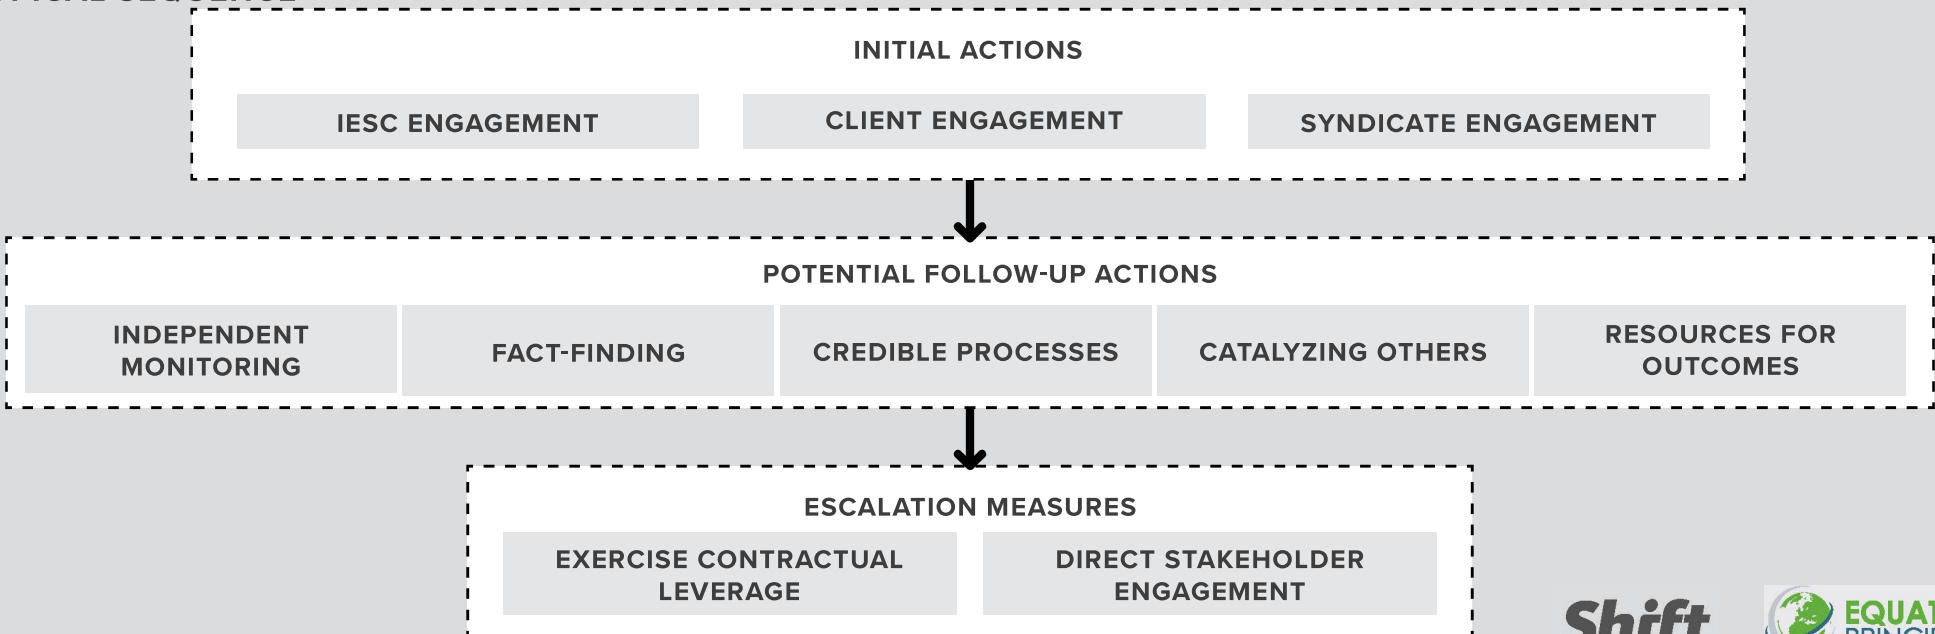 INITIAL ACTIONS
IESC ENGAGEMENT
CLIENT ENGAGEMENT
SYNDICATE ENGAGEMENT
POTENTIAL FOLLOW-UP ACTIONS
INDEPENDENT
MONITORING
FACT-FINDING
CREDIBLE PROCESSES
CATALYZING OTHERS
RESOURCES FOR
OUTCOMES
ESCALATION MEASURES
EXERCISE CONTRACTUAL
LEVERAGE
DIRECT STAKEHOLDER
ENGAGEMENT
Shift
EQUAT